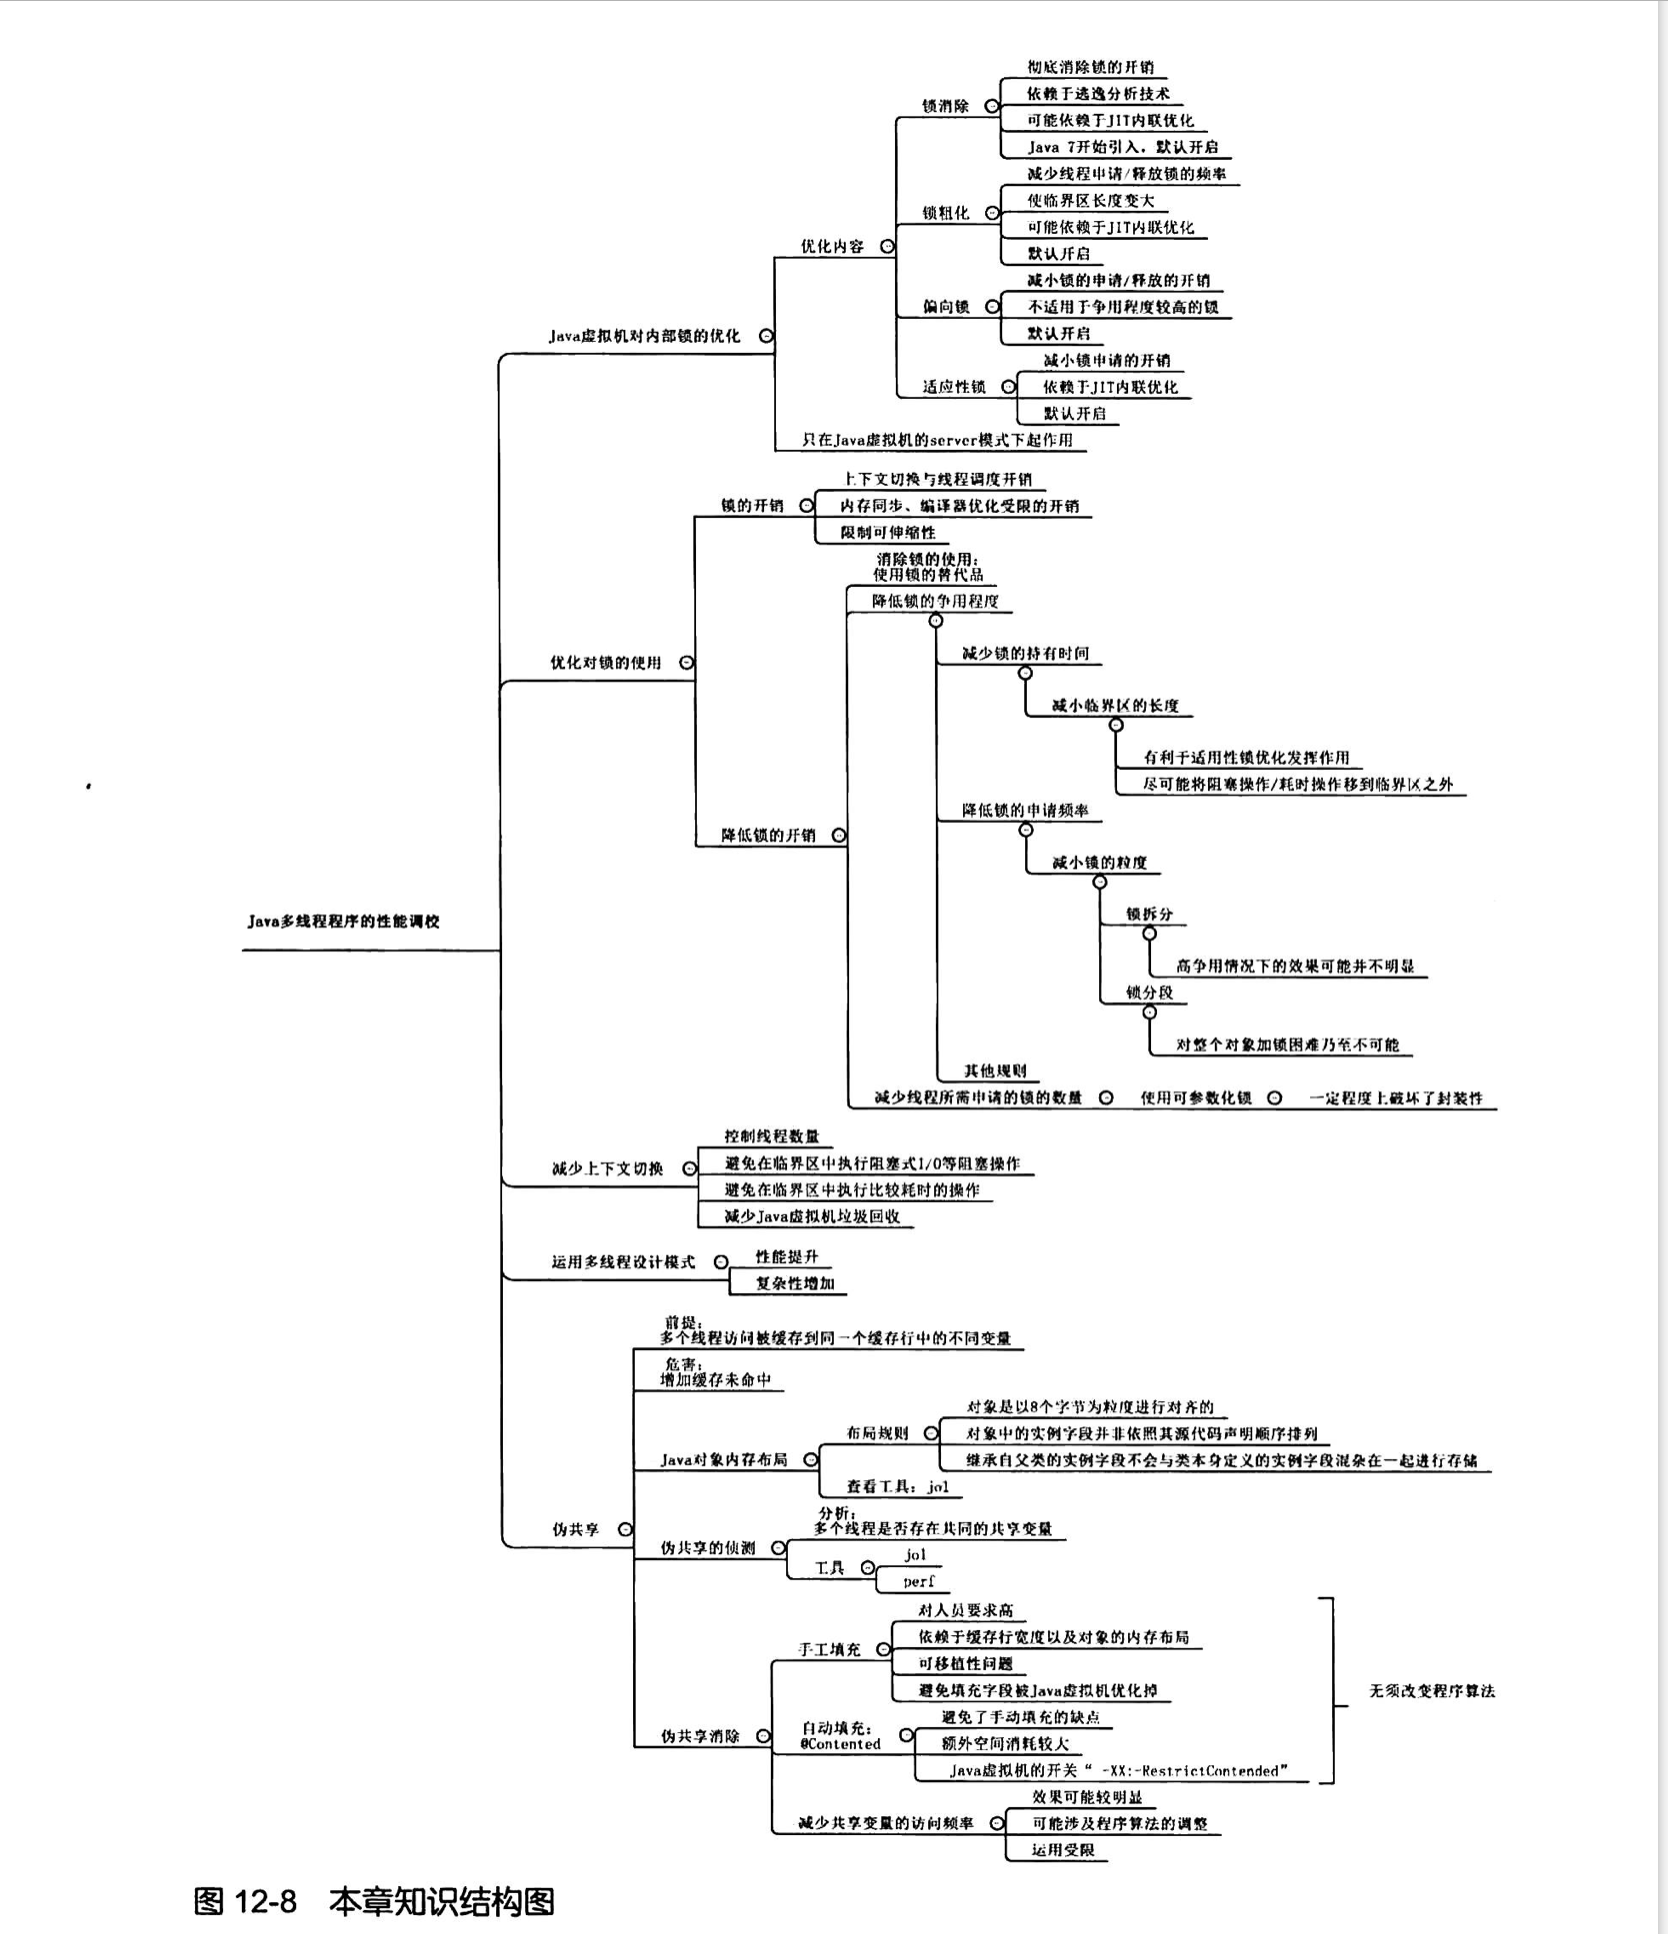 彻底消除锁的开销
锁消除
依赖于逃逸分析技术
可能依赖于JIT内联优化
Java 7开始引入，默认开启
减少线程申请/释放锁的频率
使临界区长度变大
锁粗化
可能依赖于JIT内联优化
优化内容
默认开启
减小锁的申请/释放的开销
偏向锁
不适用于争用程度较高的锁
默认开启
Java虚拟机对内部锁的优化
减小锁申请的开销
适应性锁
依赖于JIT内联优化
默认开启
只在Java虚拟机的server模式下起作用
上下文切换与线程调度开销
锁的开销
内存同步、编译器优化受限的开销
限制可伸缩性
消除锁的使用：
使用锁的替代品
降低锁的争用程度
减少锁的持有时间
优化对锁的使用
减小临界区的长度
有利于适用性锁优化发挥作用
尽可能将阻塞操作/耗时操作移到临界区之外
降低锁的申请频率
降低锁的开销
减小锁的粒度
锁拆分
Java多线程程序的性能调校
高争用情况下的效果可能并不明显
锁分段
对整个对象加锁困难乃至不可能
其他规则
减少线程所需申请的锁的数量
使用可参数化锁
一定程度上破坏了封装性
控制线程数量
减少上下文切换
避免在临界区中执行阻塞式I/O等阻塞操作
避免在临界区中执行比较耗时的操作
减少Java虚拟机垃圾回收
运用多线程设计模式
性能提升
复杂性增加
前提：
多个线程访问被缓存到同一个缓存行中的不同变量
危害：
增加缓存未命中
对象是以8个字节为粒度进行对齐的
布局规则
对象中的实例字段并非依照其源代码声明顺序排列
Java对象内存布局
继承自父类的实例字段不会与类本身定义的实例字段混杂在一起进行存储
查看工具：jol
分析：
多个线程是否存在共同的共享变量
伪共享
伪共享的侦测
工具
jol
perf
对人员要求高
手工填充
依赖于缓存行宽度以及对象的内存布局
可移植性问题
避免填充字段被Java虚拟机优化掉
无须改变程序算法
避免了手动填充的缺点
伪共享消除
自动填充：
@Contented
额外空间消耗较大
Java虚拟机的开关“ -XX:-RestrictContended”
效果可能较明显
减少共享变量的访问频率
可能涉及程序算法的调整
运用受限
图 12-8 本章知识结构图